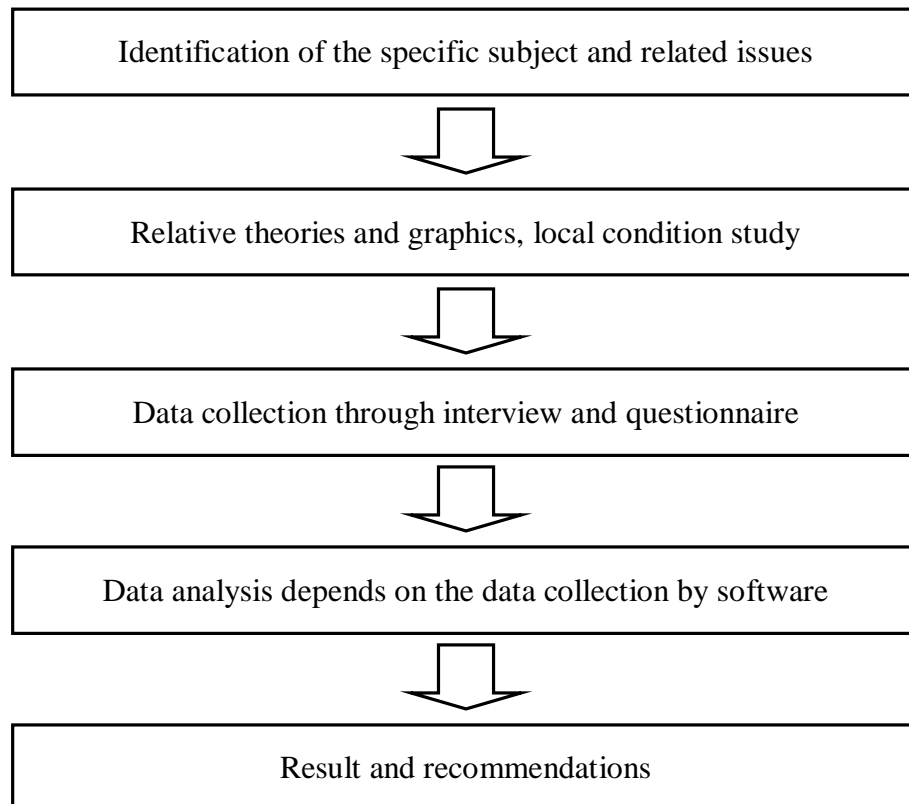 Identification of the specific subject and related issues
Relative theories and graphics, local condition study
Data collection through interview and questionnaire
Data analysis depends on the data collection by software
Result and recommendations